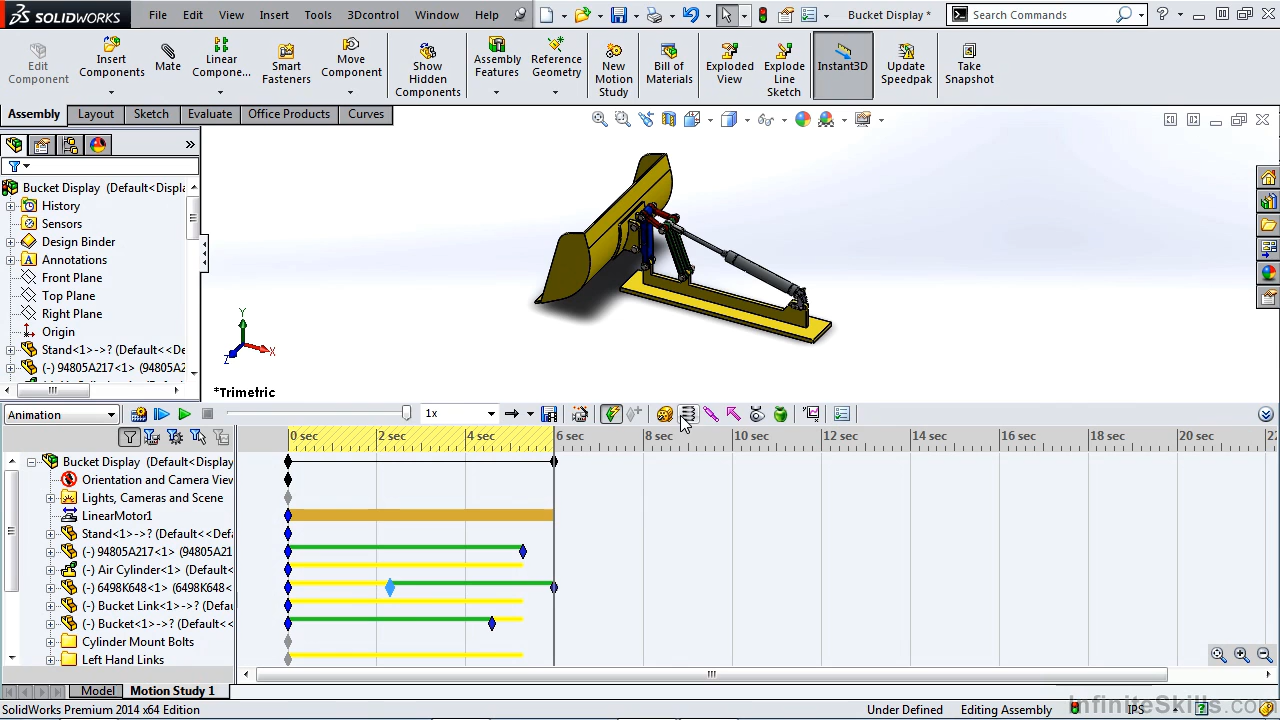 SOLIDWORKS File Edit View Insert Tools 3Dcontrol Window Help Bucket Display * Search Commands
Edit Component
Insert Components
Mate
Linear Compone...
Smart Fasteners
Move Component
Show Hidden Components
Assembly Features
Reference Geometry
New Motion Study
Bill of Materials
Exploded View
Explode Line Sketch
Instant3D
Update Speedpak
Take Snapshot
Assembly Layout Sketch Evaluate Office Products Curves
Bucket Display (Default<Displa
History
Sensors
Design Binder
Annotations
Front Plane
Top Plane
Right Plane
Origin
Stand<1>->? (Default<<De
(-) 94805A217<1> (94805A2
Y
X
Z
*Trimetric
Animation 1x
0 sec 2 sec 4 sec 6 sec 8 sec 10 sec 12 sec 14 sec 16 sec 18 sec 20 sec 22
Bucket Display (Default<Display
Orientation and Camera View
Lights, Cameras and Scene
LinearMotor1
Stand<1>->? (Default<<Def
(-) 94805A217<1> (94805A21
(-) Air Cylinder<1> (Default<
(-) 6498K648<1> (6498K648<
(-) Bucket Link<1>->? (Defau
(-) Bucket<1>->? (Default<<
Cylinder Mount Bolts
Left Hand Links
Model Motion Study 1
InfiniteSkills.com
SolidWorks Premium 2014 x64 Edition Under Defined Editing Assembly IPS